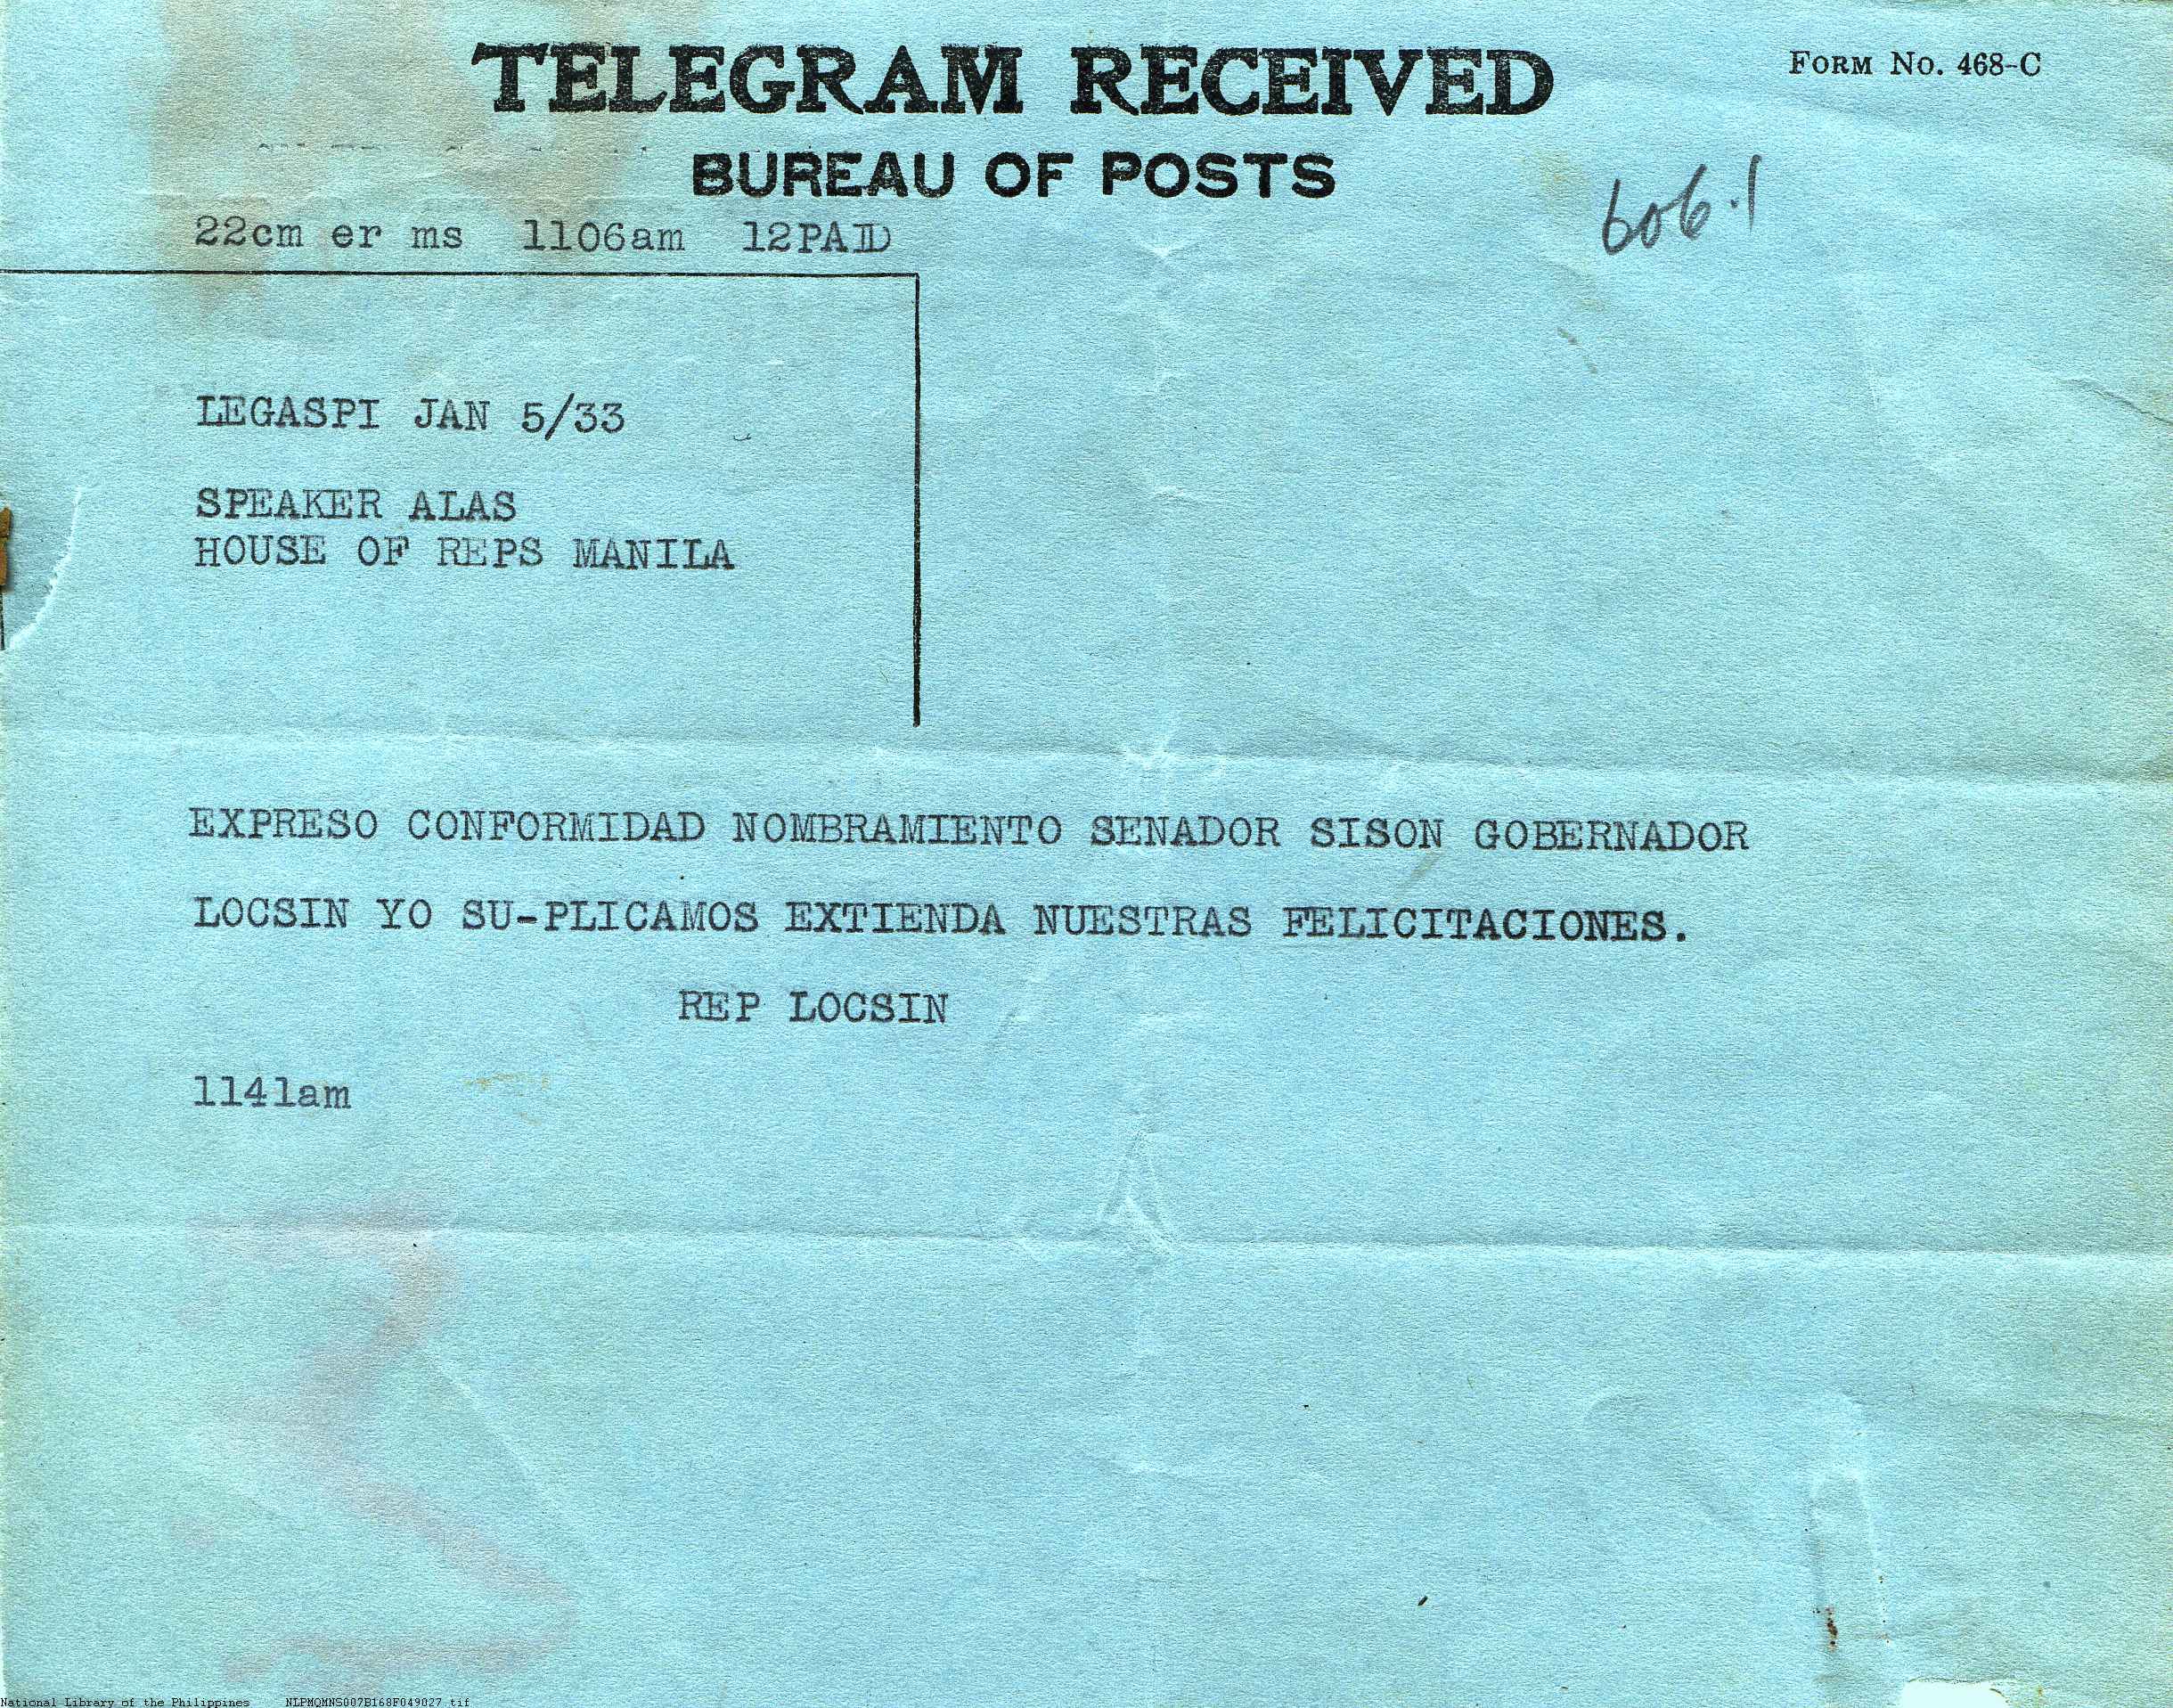 TELEGRAM RECEIVED
FORM NO. 468-C
BUREAU OF POSTS
606.1
22cm er ms 1106am 12PAID
LEGASPI JAN 5/33
SPEAKER ALAS
HOUSE OF REPS MANILA
EXPRESO CONFORMIDAD NOMBRAMIENTO SENADOR SISON GOBERNADOR
LOCSIN YO SU-PLICAMOS EXTIENDA NUESTRAS FELICITACIONES.
REP LOCSIN
1141am
National Library of the Philippines NLPMQMNS007B168F049027.tif